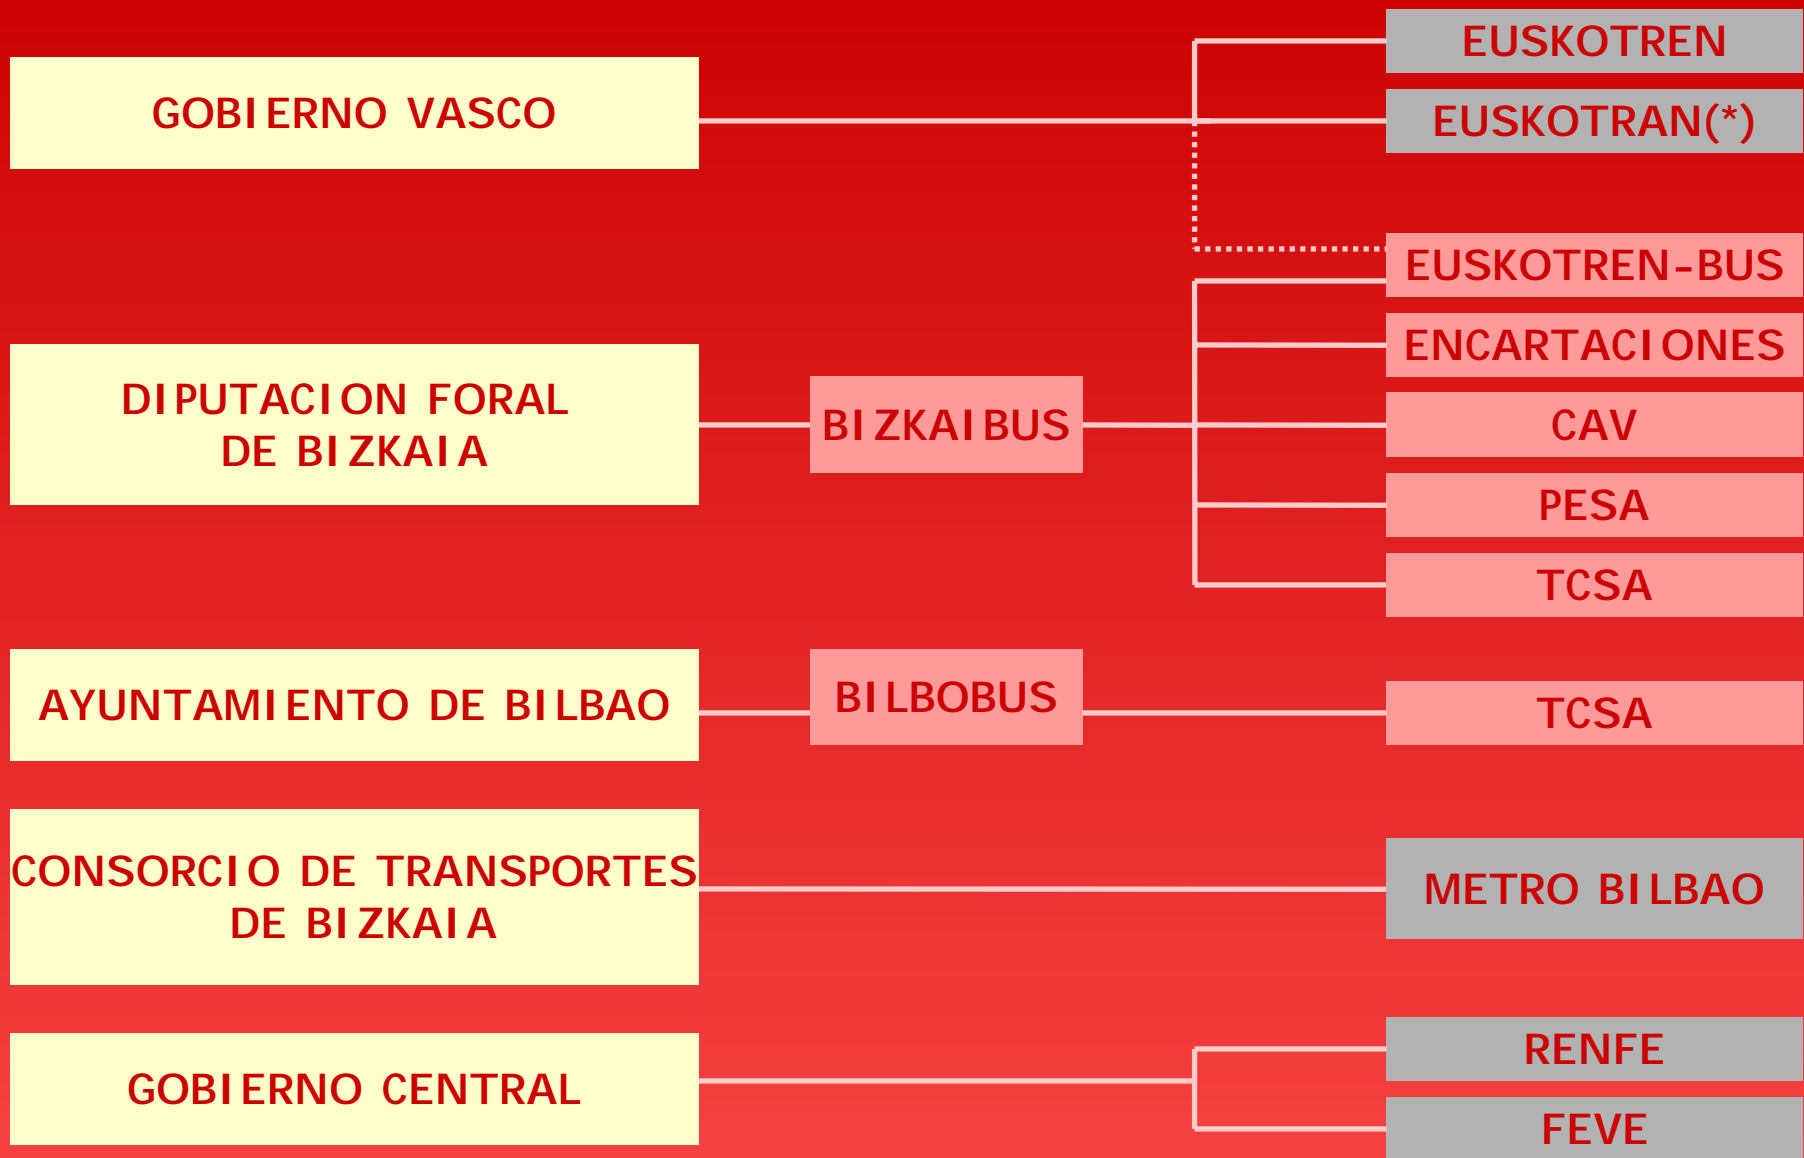 EUSKOTREN
GOBIERNO VASCO
EUSKOTRAN(*)
EUSKOTREN-BUS
ENCARTACIONES
DIPUTACION FORAL
DE BIZKAIA
BIZKAIBUS
CAV
PESA
TCSA
AYUNTAMIENTO DE BILBAO
BILBOBUS
TCSA
CONSORCIO DE TRANSPORTES
DE BIZKAIA
METRO BILBAO
RENFE
GOBIERNO CENTRAL
FEVE